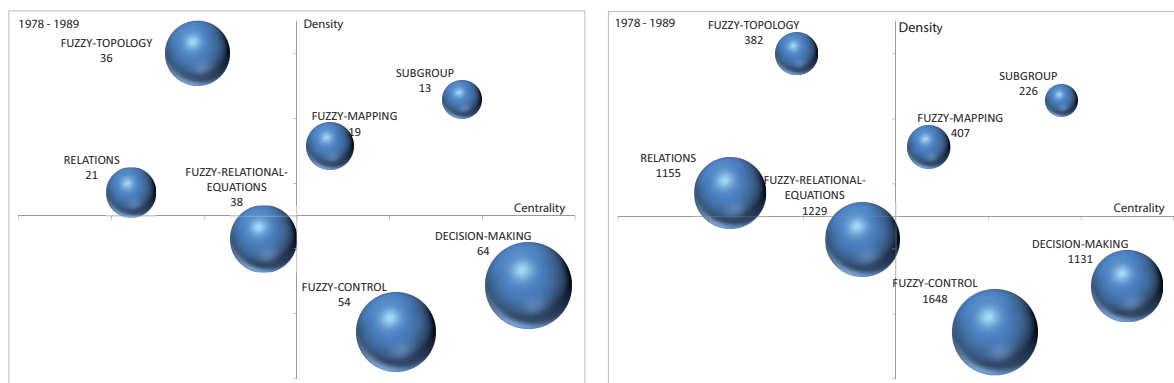 1978 - 1989
Density
FUZZY-TOPOLOGY
36
SUBGROUP
13
FUZZY-MAPPING
19
RELATIONS
21
FUZZY-RELATIONAL-
EQUATIONS
38
Centrality
DECISION-MAKING
64
FUZZY-CONTROL
54
1978 - 1989
Density
FUZZY-TOPOLOGY
382
SUBGROUP
226
FUZZY-MAPPING
407
RELATIONS
1155
FUZZY-RELATIONAL-
EQUATIONS
1229
Centrality
DECISION-MAKING
1131
FUZZY-CONTROL
1648